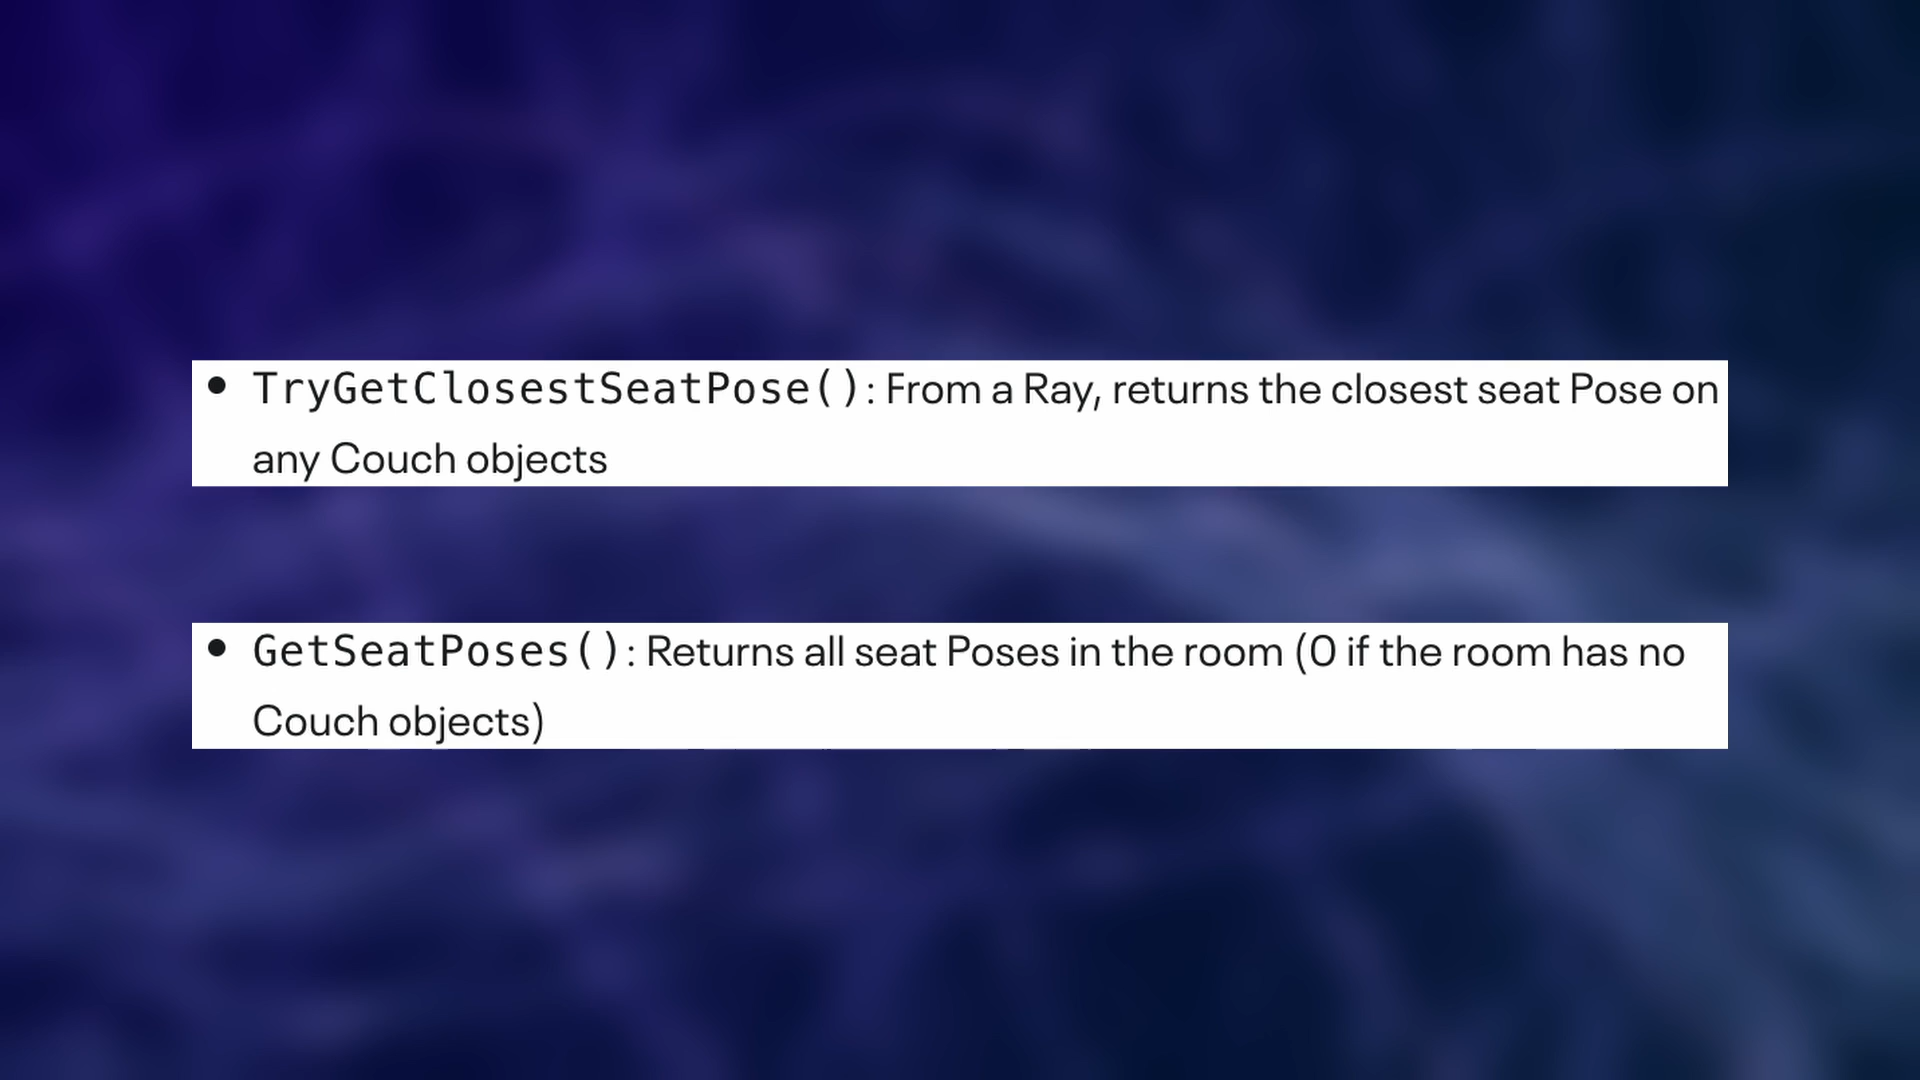 • TryGetClosestSeatPose(): From a Ray, returns the closest seat Pose on
any Couch objects
• GetSeatPoses(): Returns all seat Poses in the room (0 if the room has no
Couch objects)